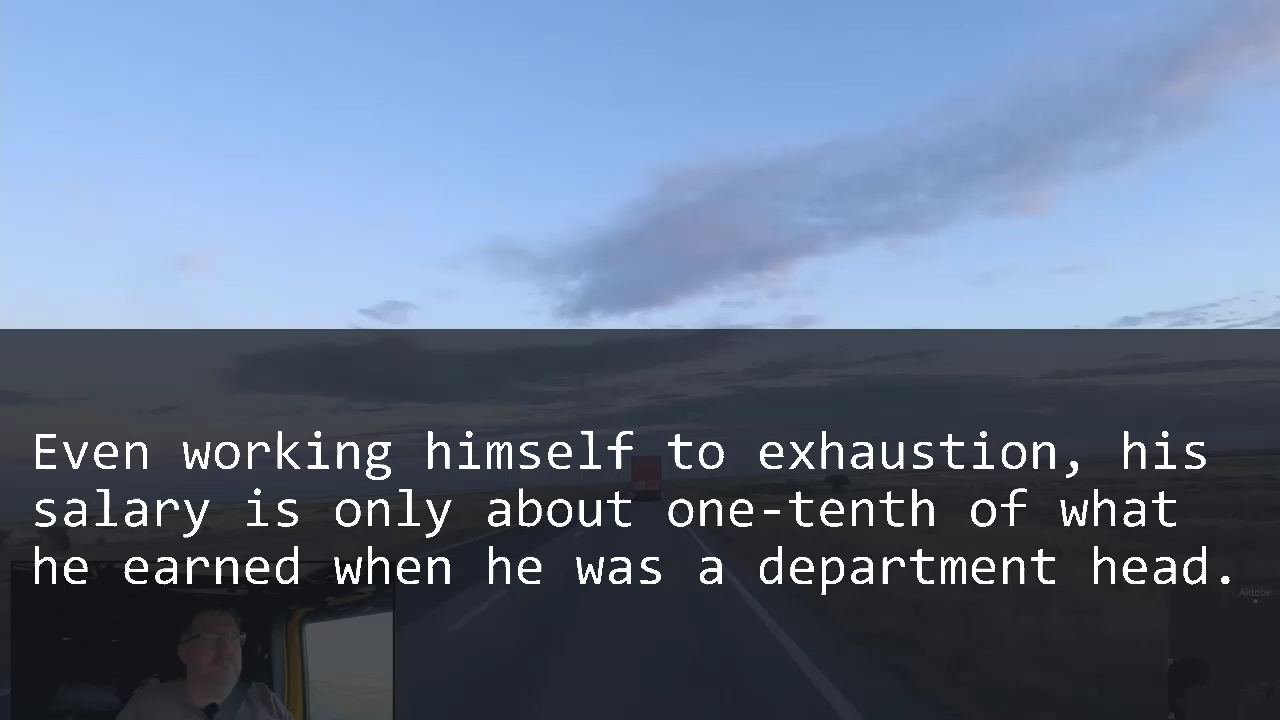 Even working himself to exhaustion, his
salary is only about one-tenth of what
he earned when he was a department head.
Aktobe